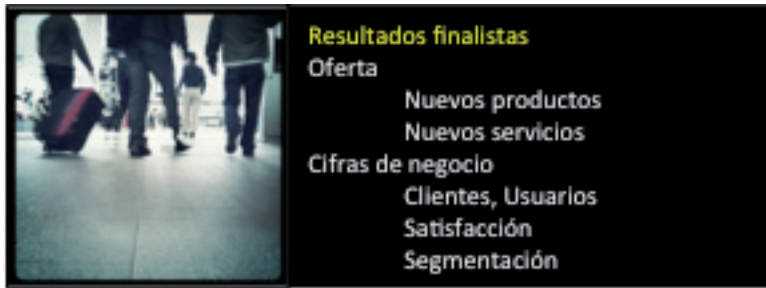 Resultados finalistas
Oferta
Nuevos productos
Nuevos servicios
Cifras de negocio
Clientes, Usuarios
Satisfacción
Segmentación